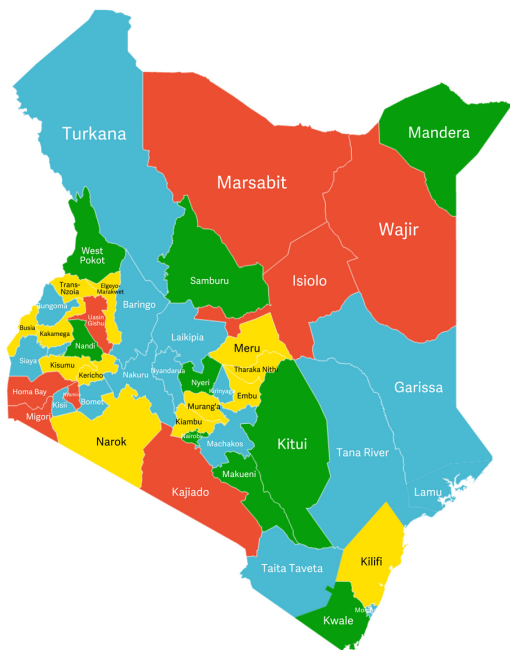 Turkana
Mandera
Marsabit
Wajir
West
Pokot
Samburu
Isiolo
Trans-
Nzoia
Elgeyo-
Marakwet
Baringo
Bungoma
Uasin
Gishu
Busia
Kakamega
Laikipia
Nandi
Meru
Siaya
Kisumu
Kericho
Nakuru
Nyandarua
Tharaka Nithi
Nyeri
Kirinyaga
Embu
Garissa
Homa Bay
Kisii
Bomet
Murang'a
Migori
Kiambu
Narok
Nairobi
Machakos
Kitui
Tana River
Makueni
Kajiado
Lamu
Taita Taveta
Kilifi
Kwale